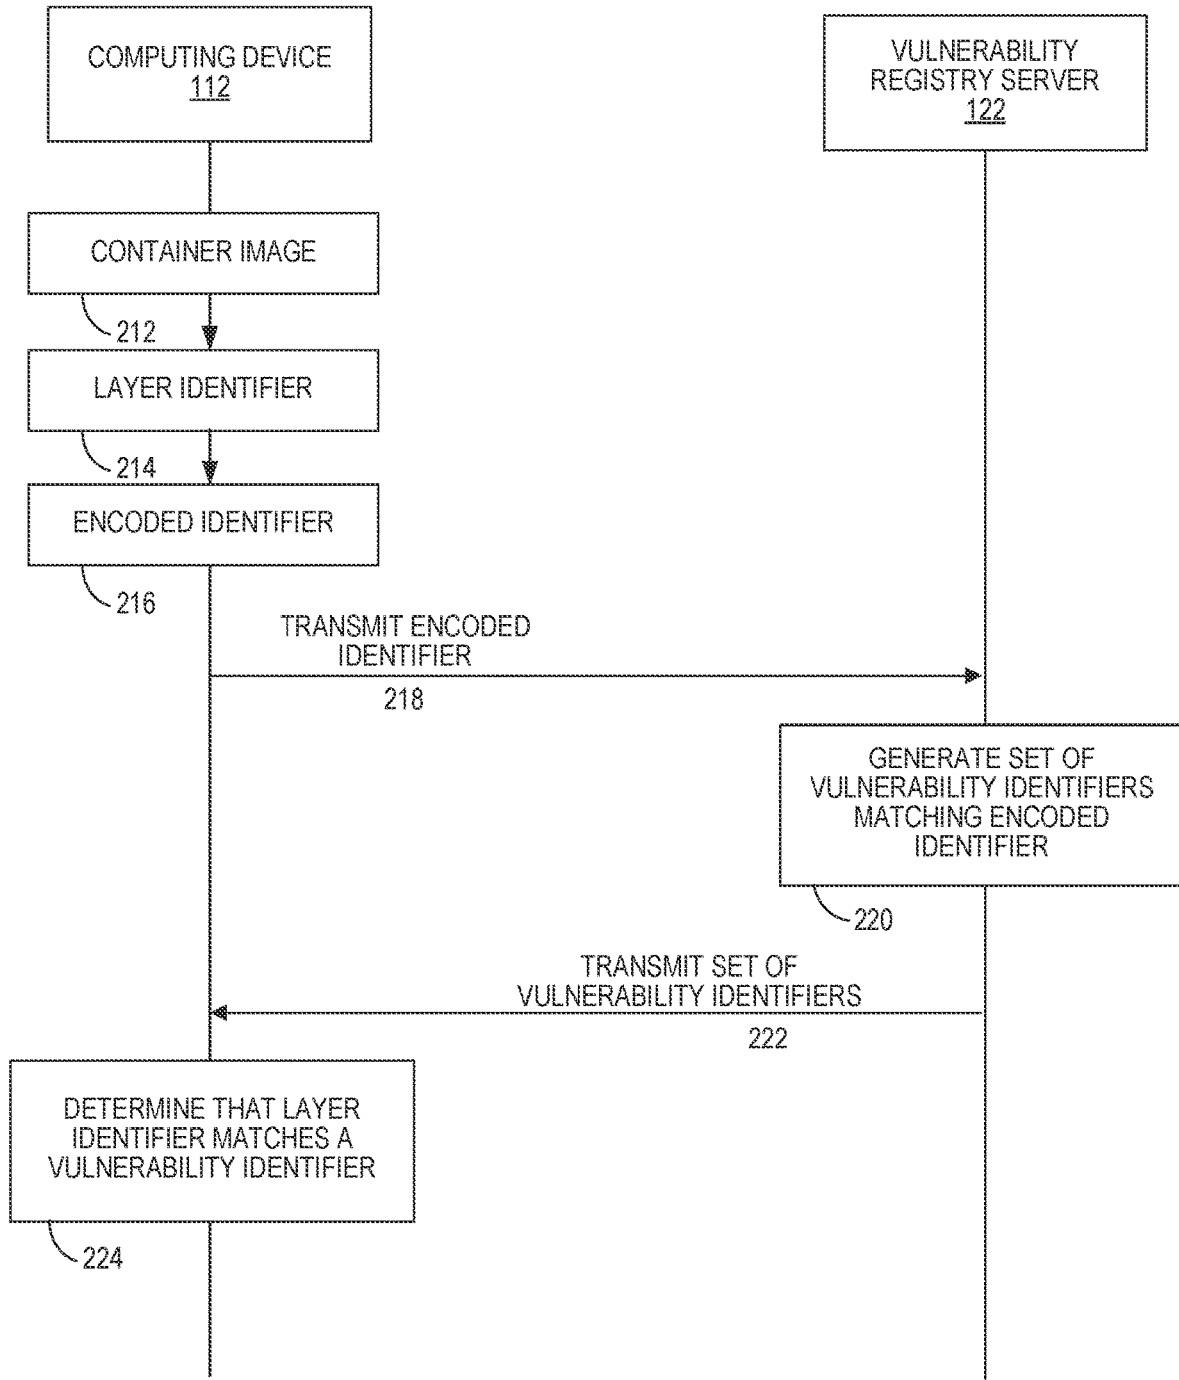 COMPUTING DEVICE
112
VULNERABILITY
REGISTRY SERVER
122
CONTAINER IMAGE
212
LAYER IDENTIFIER
214
ENCODED IDENTIFIER
216
TRANSMIT ENCODED
IDENTIFIER
218
GENERATE SET OF
VULNERABILITY IDENTIFIERS
MATCHING ENCODED
IDENTIFIER
220
TRANSMIT SET OF
VULNERABILITY IDENTIFIERS
222
DETERMINE THAT LAYER
IDENTIFIER MATCHES A
VULNERABILITY IDENTIFIER
224